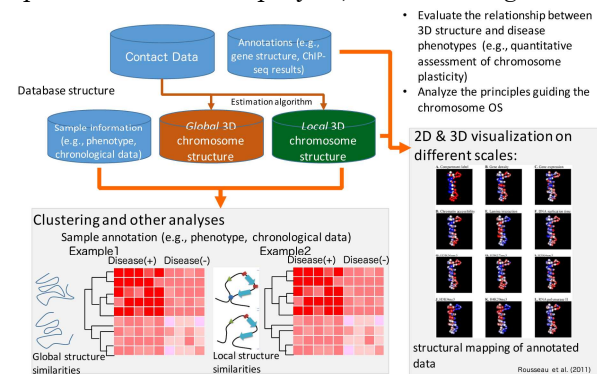 Contact Data
Annotations (e.g.,
gene structure, ChIP-
seq results)
• Evaluate the relationship between
3D structure and disease
phenotypes (e.g., quantitative
assessment of chromosome
plasticity)
• Analyze the principles guiding the
chromosome OS
Database structure
Estimation algorithm
Sample information
(e.g., phenotype,
chronological data)
Global 3D
chromosome
structure
Local 3D
chromosome
structure
2D & 3D visualization on
different scales:
Clustering and other analyses
Sample annotation (e.g., phenotype, chronological data)
Example1
Disease(+) Disease(-)
Example2
Disease(+) Disease(-)
Global structure
similarities
Local structure
similarities
structural mapping of annotated
data
Rousseau et al. (2011)